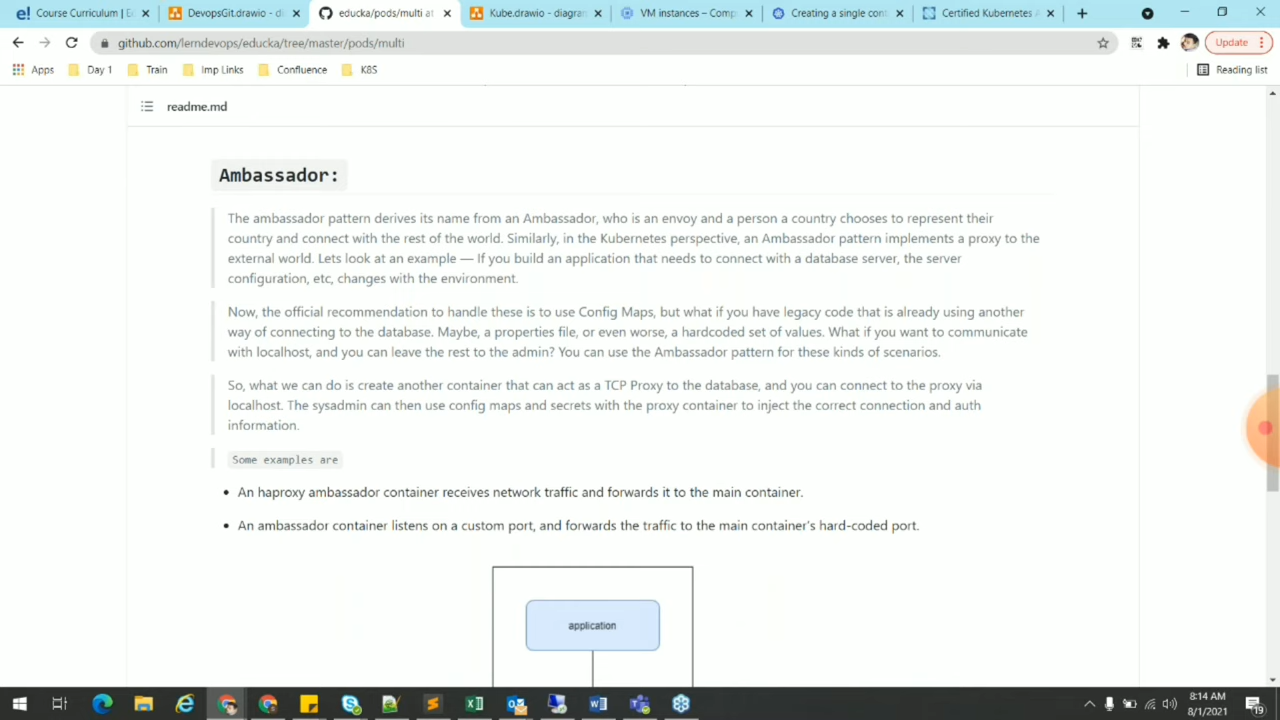 Course Curriculum | Ed
DevopsGit.drawio - di
educka/pods/multi at
Kube.drawio - diagram
VM instances – Comp
Creating a single cont
Certified Kubernetes A
github.com/lerndevops/educka/tree/master/pods/multi
Update
Apps
Day 1
Train
Imp Links
Confluence
K8S
Reading list
readme.md
Ambassador:
The ambassador pattern derives its name from an Ambassador, who is an envoy and a person a country chooses to represent their
country and connect with the rest of the world. Similarly, in the Kubernetes perspective, an Ambassador pattern implements a proxy to the
external world. Lets look at an example — If you build an application that needs to connect with a database server, the server
configuration, etc, changes with the environment.
Now, the official recommendation to handle these is to use Config Maps, but what if you have legacy code that is already using another
way of connecting to the database. Maybe, a properties file, or even worse, a hardcoded set of values. What if you want to communicate
with localhost, and you can leave the rest to the admin? You can use the Ambassador pattern for these kinds of scenarios.
So, what we can do is create another container that can act as a TCP Proxy to the database, and you can connect to the proxy via
localhost. The sysadmin can then use config maps and secrets with the proxy container to inject the correct connection and auth
information.
Some examples are
• An haproxy ambassador container receives network traffic and forwards it to the main container.
• An ambassador container listens on a custom port, and forwards the traffic to the main container's hard-coded port.
application
8:14 AM
8/1/2021
19